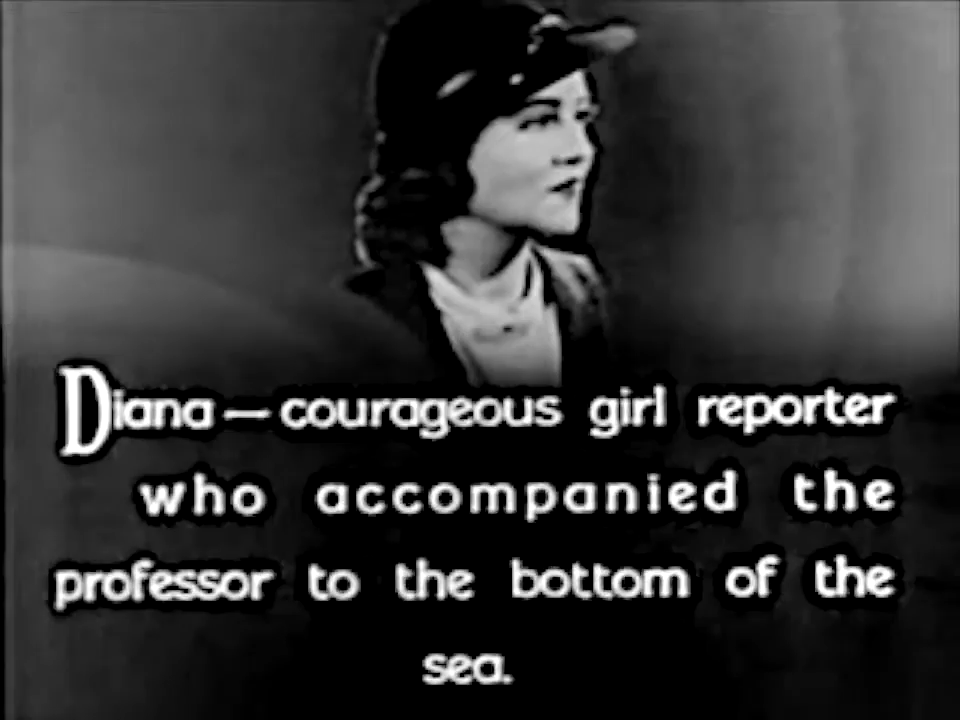 Diana — courageous girl reporter
who accompanied the
professor to the bottom of the
sea.